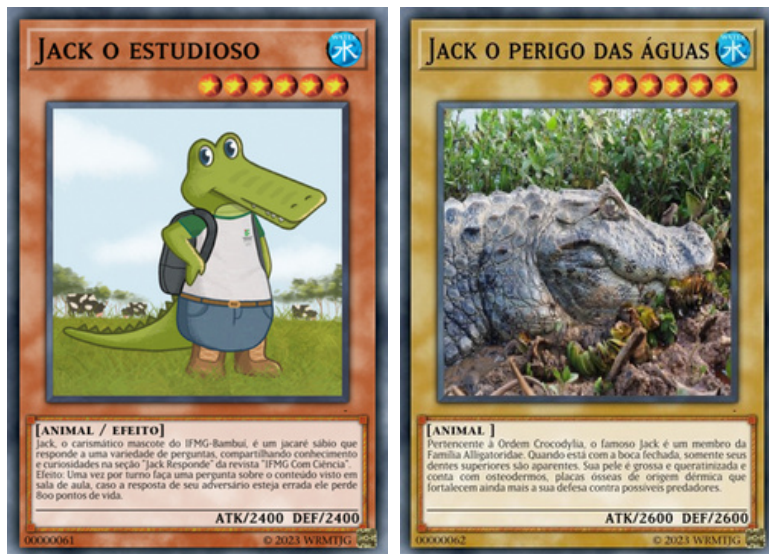 Jack o estudioso
WATER
水
[ANIMAL / EFEITO]
Jack, o carismático mascote do IFMG-Bambuí, é um jacaré sábio que
responde a uma variedade de perguntas, compartilhando conhecimento
e curiosidades na seção "Jack Responde" da revista "IFMG Com Ciência".
Efeito: Uma vez por turno faça uma pergunta sobre o conteúdo visto em
sala de aula, caso a resposta de seu adversário esteja errada ele perde
800 pontos de vida.
ATK/2400 DEF/2400
00000061
© 2023 WRMTJG
Jack o perigo das águas
WATER
水
[ANIMAL ]
Pertencente à Ordem Crocodylia, o famoso Jack é um membro da
Família Alligatoridae. Quando está com a boca fechada, somente seus
dentes superiores são aparentes. Sua pele é grossa e queratinizada e
conta com osteodermos, placas ósseas de origem dérmica que
fortalecem ainda mais a sua defesa contra possíveis predadores.
ATK/2600 DEF/2600
00000062
© 2023 WRMTJG